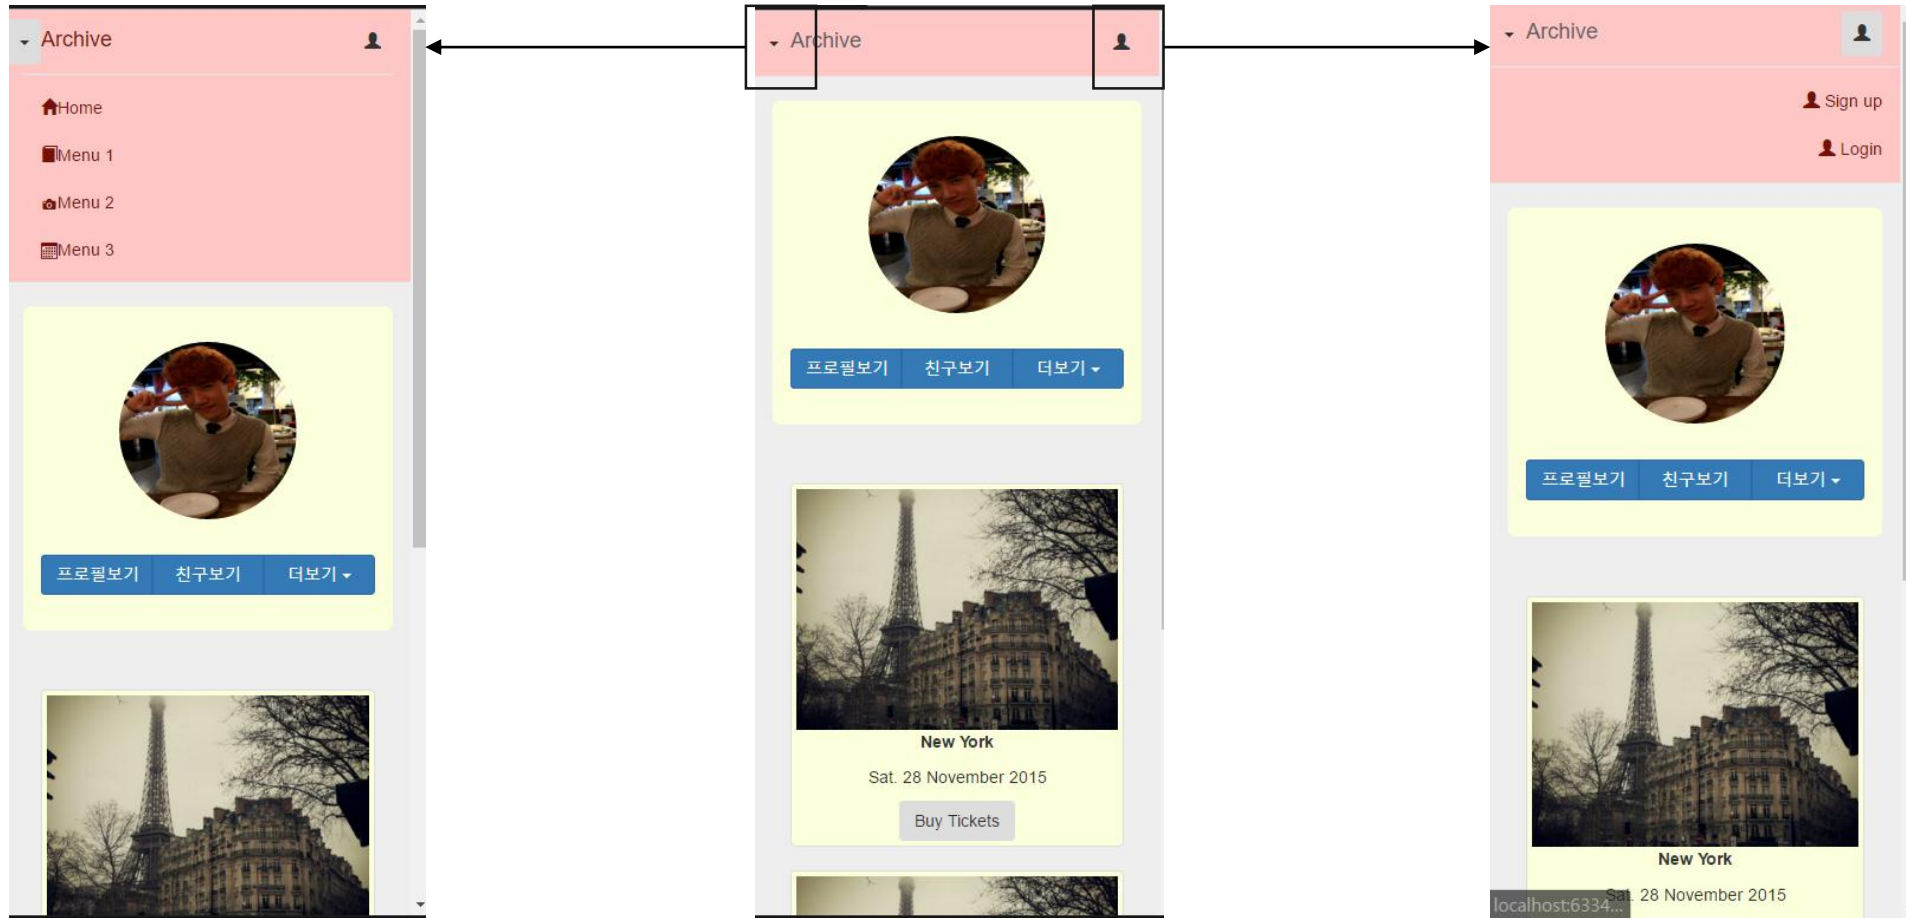 Archive
Home
Menu 1
Menu 2
Menu 3
프로필보기 친구보기 더보기
Archive
프로필보기 친구보기 더보기
New York
Sat. 28 November 2015
Buy Tickets
Archive
Sign up
Login
프로필보기 친구보기 더보기
New York
Sat. 28 November 2015
localhost:6334...